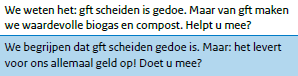 We weten het: gft scheiden is gedoe. Maar van gft maken
we waardevolle biogas en compost. Helpt u mee?
We begrijpen dat gft scheiden gedoe is. Maar: het levert
voor ons allemaal geld op! Doet u mee?